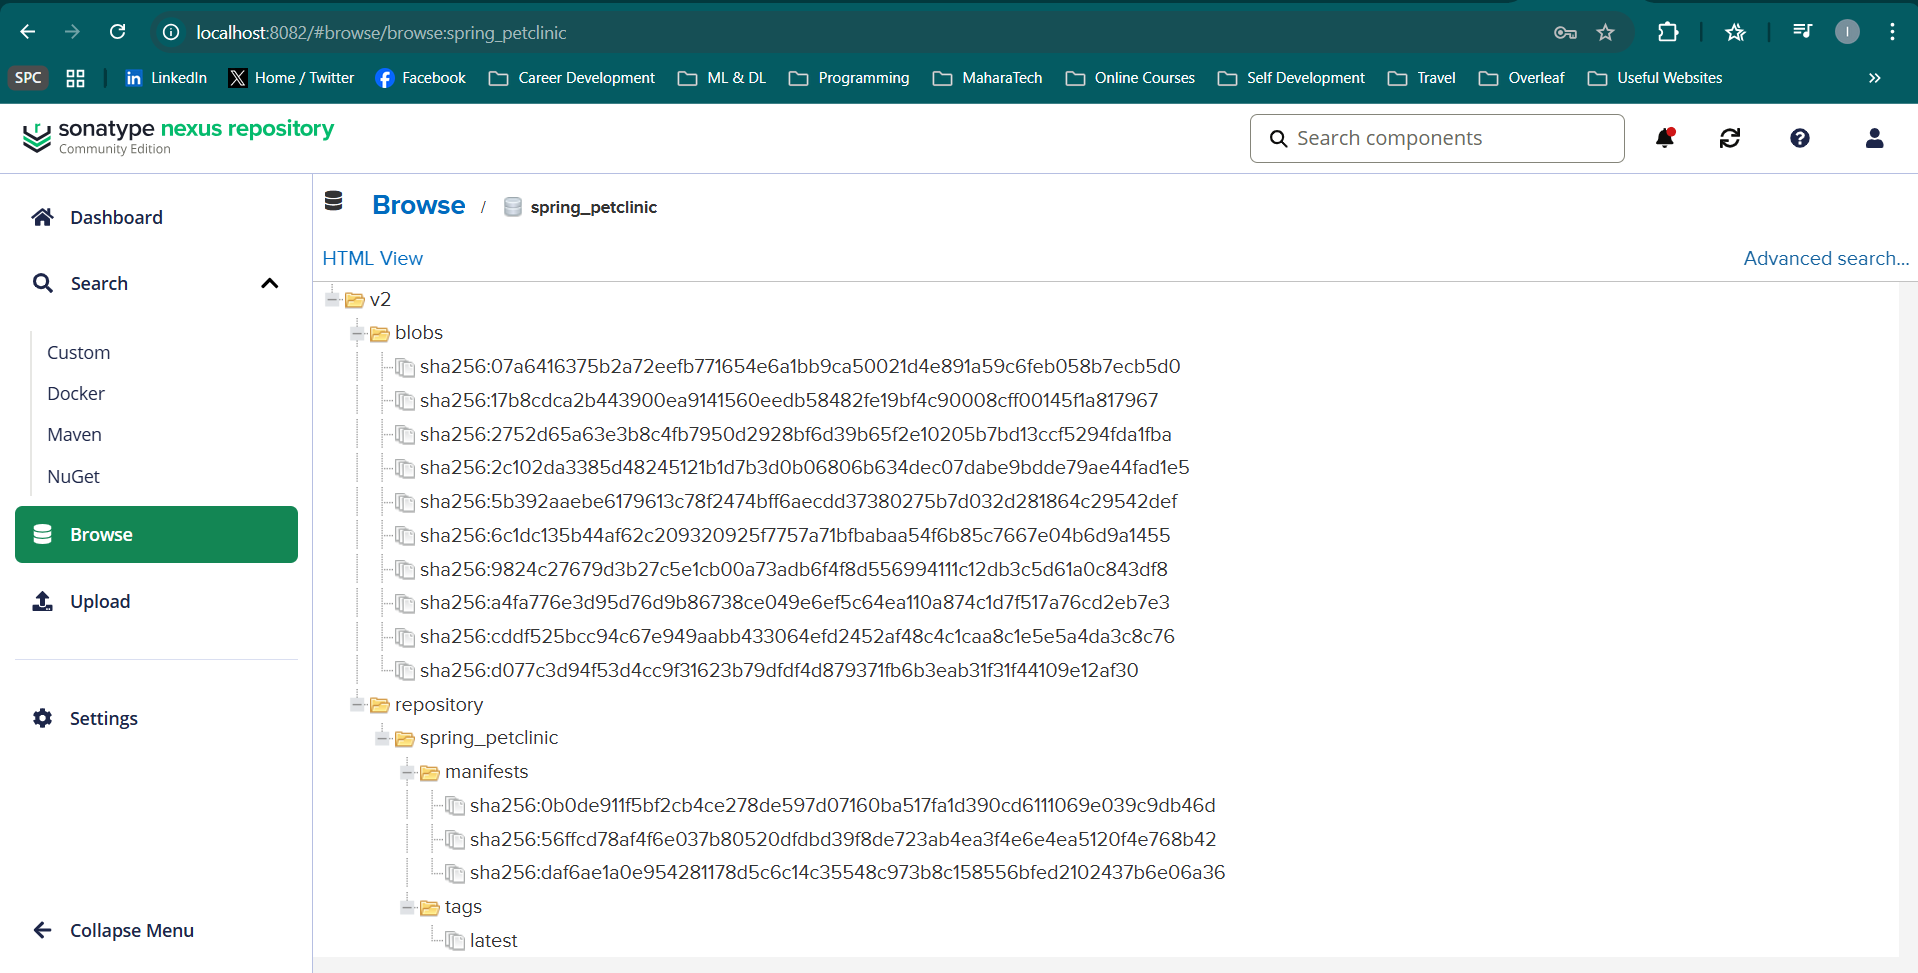 localhost:8082/#browse/browse:spring_petclinic
I
SPC
LinkedIn
Home / Twitter
Facebook
Career Development
ML & DL
Programming
MaharaTech
Online Courses
Self Development
Travel
Overleaf
Useful Websites
sonatype nexus repository
Community Edition
Search components
Dashboard
Search
Custom
Docker
Maven
NuGet
Browse
Upload
Settings
Collapse Menu
Browse / spring_petclinic
HTML View
Advanced search...
v2
blobs
sha256:07a6416375b2a72eefb771654e6a1bb9ca50021d4e891a59c6feb058b7ecb5d0
sha256:17b8cdca2b443900ea9141560eedb58482fe19bf4c90008cff00145f1a817967
sha256:2752d65a63e3b8c4fb7950d2928bf6d39b65f2e10205b7bd13ccf5294fda1fba
sha256:2c102da3385d48245121b1d7b3d0b06806b634dec07dabe9bdde79ae44fad1e5
sha256:5b392aaebe6179613c78f2474bff6aecdd37380275b7d032d281864c29542def
sha256:6c1dc135b44af62c209320925f7757a71bfbabaa54f6b85c7667e04b6d9a1455
sha256:9824c27679d3b27c5e1cb00a73adb6f4f8d556994111c12db3c5d61a0c843df8
sha256:a4fa776e3d95d76d9b86738ce049e6ef5c64ea110a874c1d7f517a76cd2eb7e3
sha256:cddf525bcc94c67e949aabb433064efd2452af48c4c1caa8c1e5e5a4da3c8c76
sha256:d077c3d94f53d4cc9f31623b79dfdf4d879371fb6b3eab31f31f44109e12af30
repository
spring_petclinic
manifests
sha256:0b0de911f5bf2cb4ce278de597d07160ba517fa1d390cd6111069e039c9db46d
sha256:56ffcd78af4f6e037b80520dfdbd39f8de723ab4ea3f4e6e4ea5120f4e768b42
sha256:daf6ae1a0e954281178d5c6c14c35548c973b8c158556bfed2102437b6e06a36
tags
latest